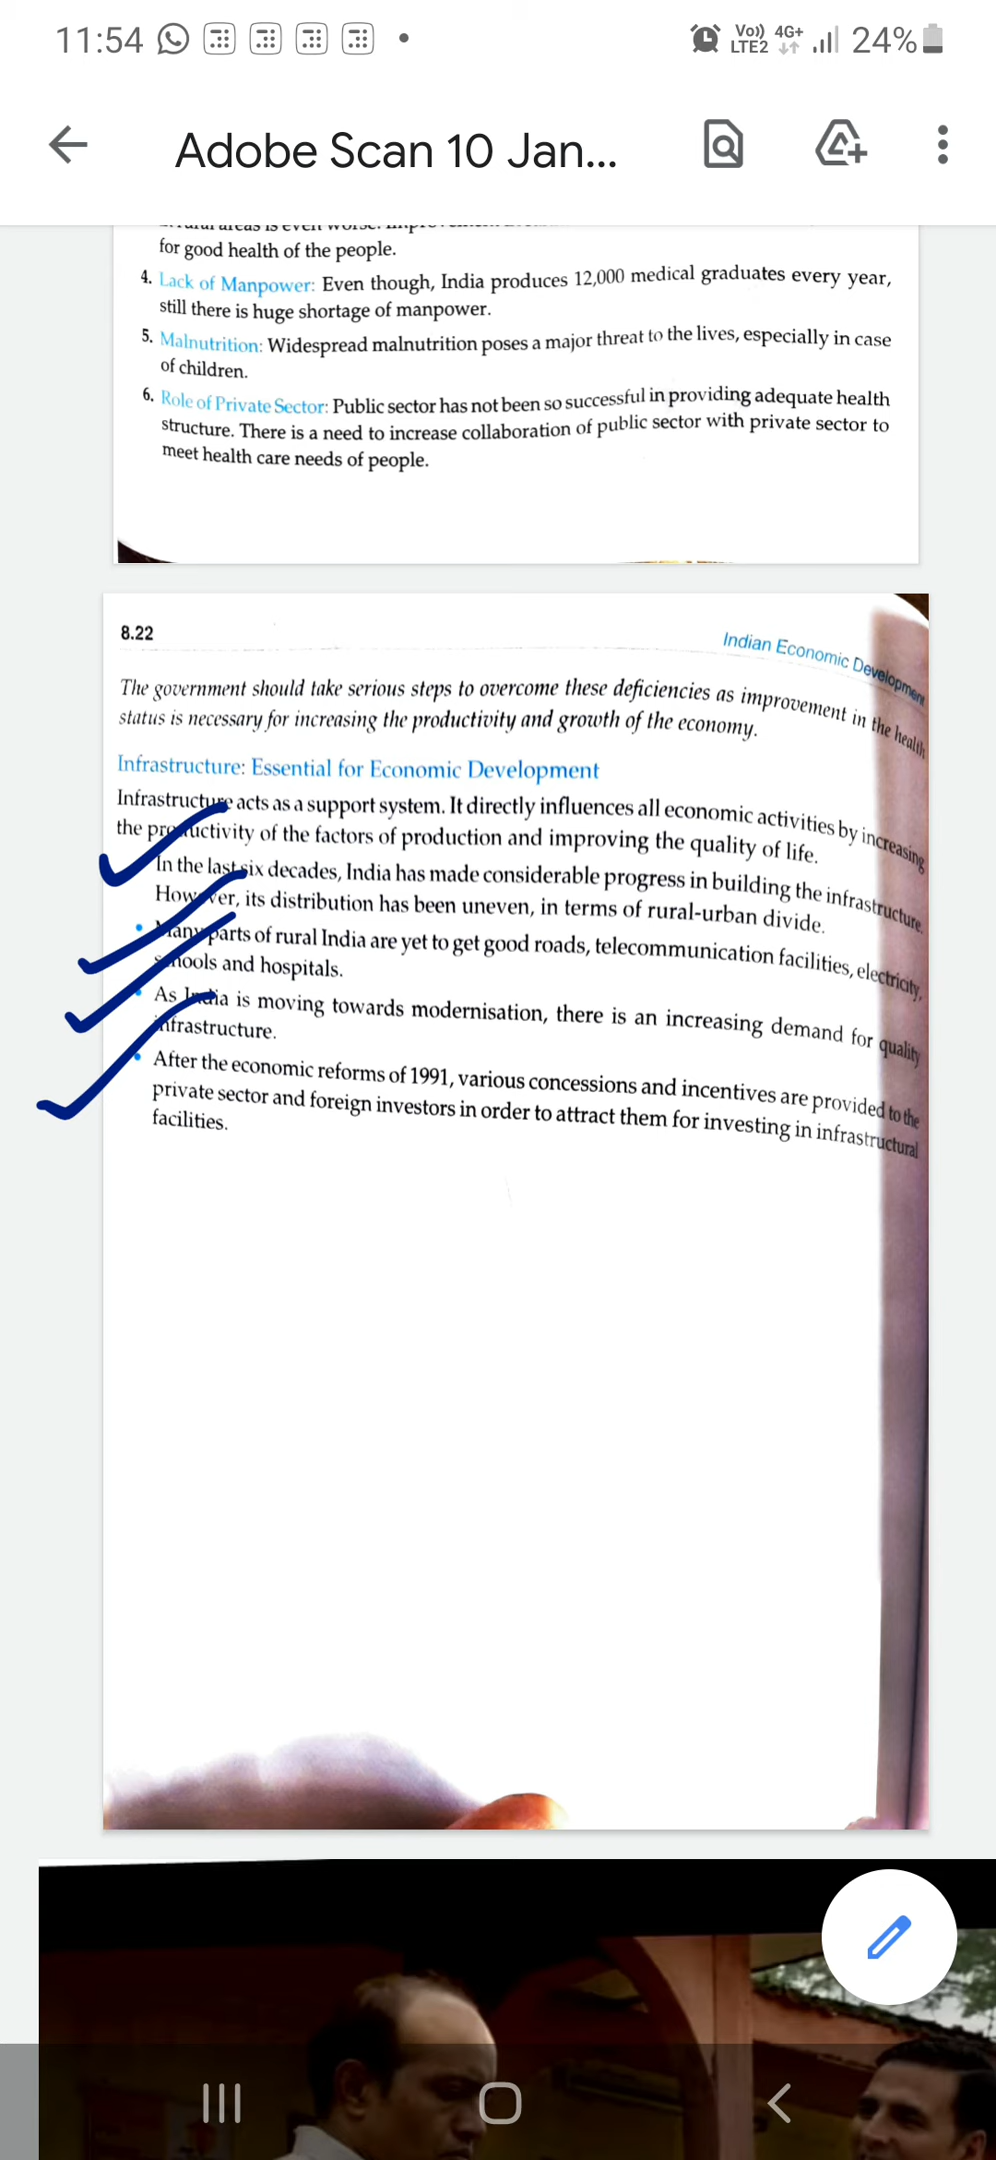 11:54
Vo)) 4G+ 24%
LTE2
Adobe Scan 10 Jan...
areas is even worse.
for good health of the people.
4. Lack of Manpower: Even though, India produces 12,000 medical graduates every year,
still there is huge shortage of manpower.
5. Malnutrition: Widespread malnutrition poses a major threat to the lives, especially in case
of children.
6. Role of Private Sector: Public sector has not been so successful in providing adequate health
structure. There is a need to increase collaboration of public sector with private sector to
meet health care needs of people.
8.22
Indian Economic Development
The government should take serious steps to overcome these deficiencies as improvement in the health
status is necessary for increasing the productivity and growth of the economy.
Infrastructure: Essential for Economic Development
Infrastructure acts as a support system. It directly influences all economic activities by increasing
the productivity of the factors of production and improving the quality of life.
In the last six decades, India has made considerable progress in building the infrastructure.
However, its distribution has been uneven, in terms of rural-urban divide.
• Many parts of rural India are yet to get good roads, telecommunication facilities, electricity,
schools and hospitals.
• As India is moving towards modernisation, there is an increasing demand for quality
infrastructure.
• After the economic reforms of 1991, various concessions and incentives are provided to the
private sector and foreign investors in order to attract them for investing in infrastructural
facilities.